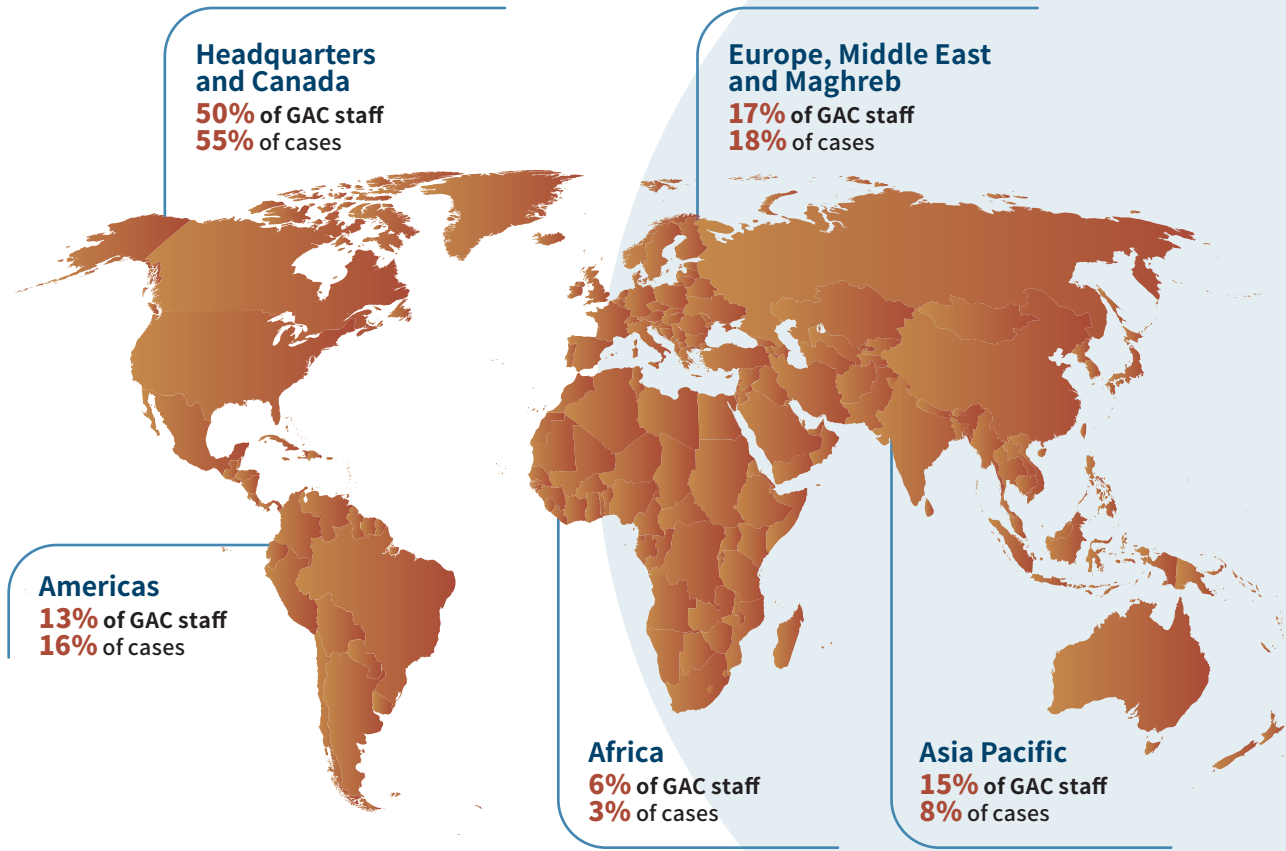 Headquarters
and Canada
50% of GAC staff
55% of cases
Europe, Middle East
and Maghreb
17% of GAC staff
18% of cases
Americas
13% of GAC staff
16% of cases
Africa
6% of GAC staff
3% of cases
Asia Pacific
15% of GAC staff
8% of cases